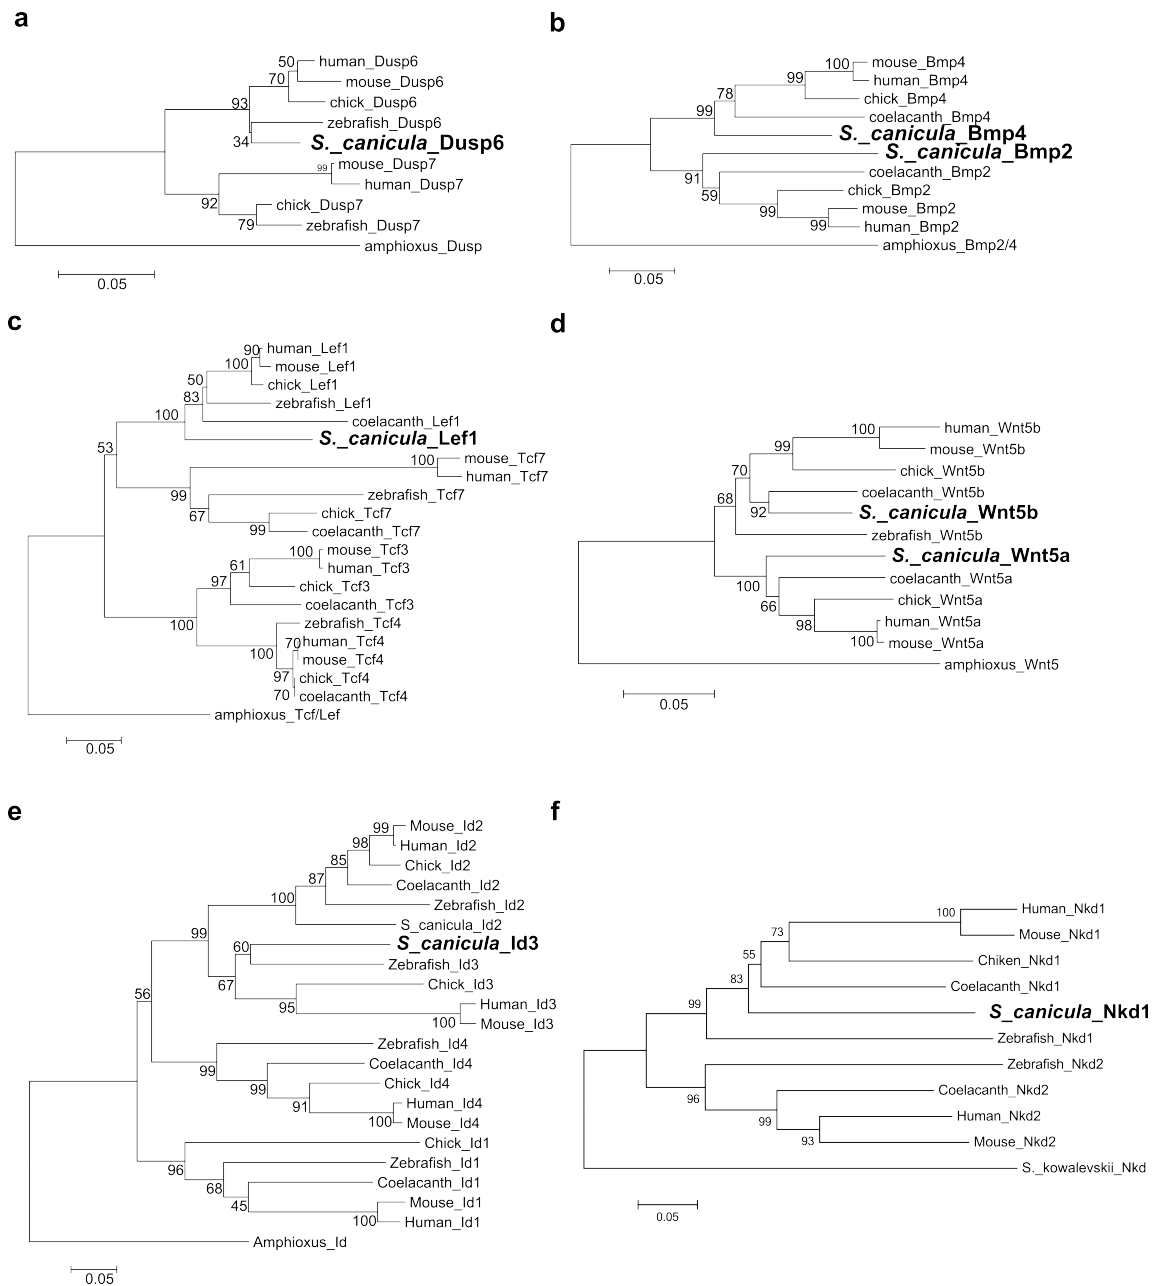 a
50
human_Dusp6
70
mouse_Dusp6
93
chick_Dusp6
zebrafish_Dusp6
34
S._canicula_Dusp6
99
mouse_Dusp7
human_Dusp7
92
chick_Dusp7
79
zebrafish_Dusp7
amphioxus_Dusp
0.05
b
100
mouse_Bmp4
99
human_Bmp4
78
chick_Bmp4
99
coelacanth_Bmp4
S._canicula_Bmp4
S._canicula_Bmp2
91
coelacanth_Bmp2
59
chick_Bmp2
99
mouse_Bmp2
99
human_Bmp2
amphioxus_Bmp2/4
0.05
c
90
human_Lef1
100
mouse_Lef1
50
chick_Lef1
83
zebrafish_Lef1
100
coelacanth_Lef1
S._canicula_Lef1
53
100
mouse_Tcf7
human_Tcf7
99
zebrafish_Tcf7
67
chick_Tcf7
99
coelacanth_Tcf7
100
mouse_Tcf3
61
human_Tcf3
97
chick_Tcf3
coelacanth_Tcf3
100
zebrafish_Tcf4
70
human_Tcf4
100
mouse_Tcf4
97
chick_Tcf4
70
coelacanth_Tcf4
amphioxus_Tcf/Lef
0.05
d
100
human_Wnt5b
99
mouse_Wnt5b
70
chick_Wnt5b
68
coelacanth_Wnt5b
92
S._canicula_Wnt5b
zebrafish_Wnt5b
S._canicula_Wnt5a
100
coelacanth_Wnt5a
66
chick_Wnt5a
98
human_Wnt5a
100
mouse_Wnt5a
amphioxus_Wnt5
0.05
e
99
Mouse_Id2
98
Human_Id2
85
Chick_Id2
87
Coelacanth_Id2
100
Zebrafish_Id2
S_canicula_Id2
99
60
S_canicula_Id3
Zebrafish_Id3
67
Chick_Id3
95
Human_Id3
100
Mouse_Id3
56
Zebrafish_Id4
99
Coelacanth_Id4
99
Chick_Id4
91
Human_Id4
100
Mouse_Id4
Chick_Id1
96
Zebrafish_Id1
68
Coelacanth_Id1
45
Mouse_Id1
100
Human_Id1
Amphioxus_Id
0.05
f
100
Human_Nkd1
73
Mouse_Nkd1
55
Chiken_Nkd1
83
Coelacanth_Nkd1
99
S_canicula_Nkd1
Zebrafish_Nkd1
Zebrafish_Nkd2
96
Coelacanth_Nkd2
99
Human_Nkd2
93
Mouse_Nkd2
S._kowalevskii_Nkd
0.05